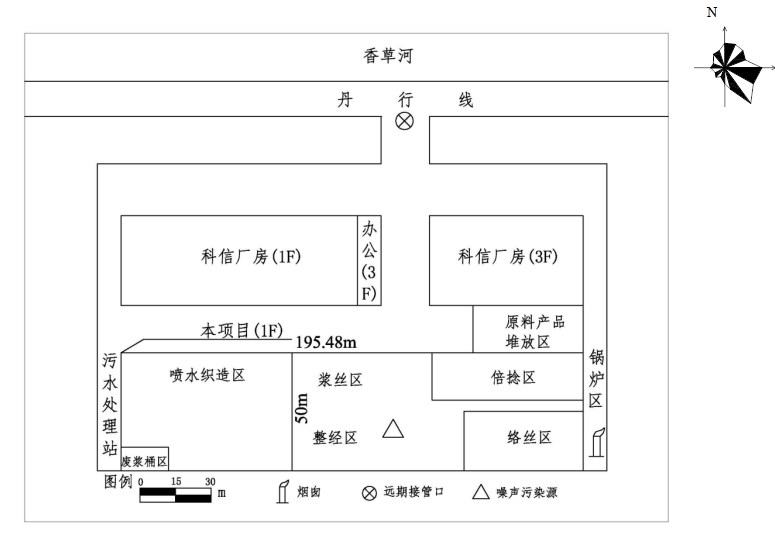 N
香草河
丹 行 线
科信厂房(1F)
办公(3F)
科信厂房(3F)
原料产品
堆放区
本项目(1F)
195.48m
污水处理站
喷水织造区
浆丝区
50m
倍捻区
锅炉区
整经区
络丝区
废浆桶区
图例 0 15 30 m
烟囱
远期接管口
噪声污染源